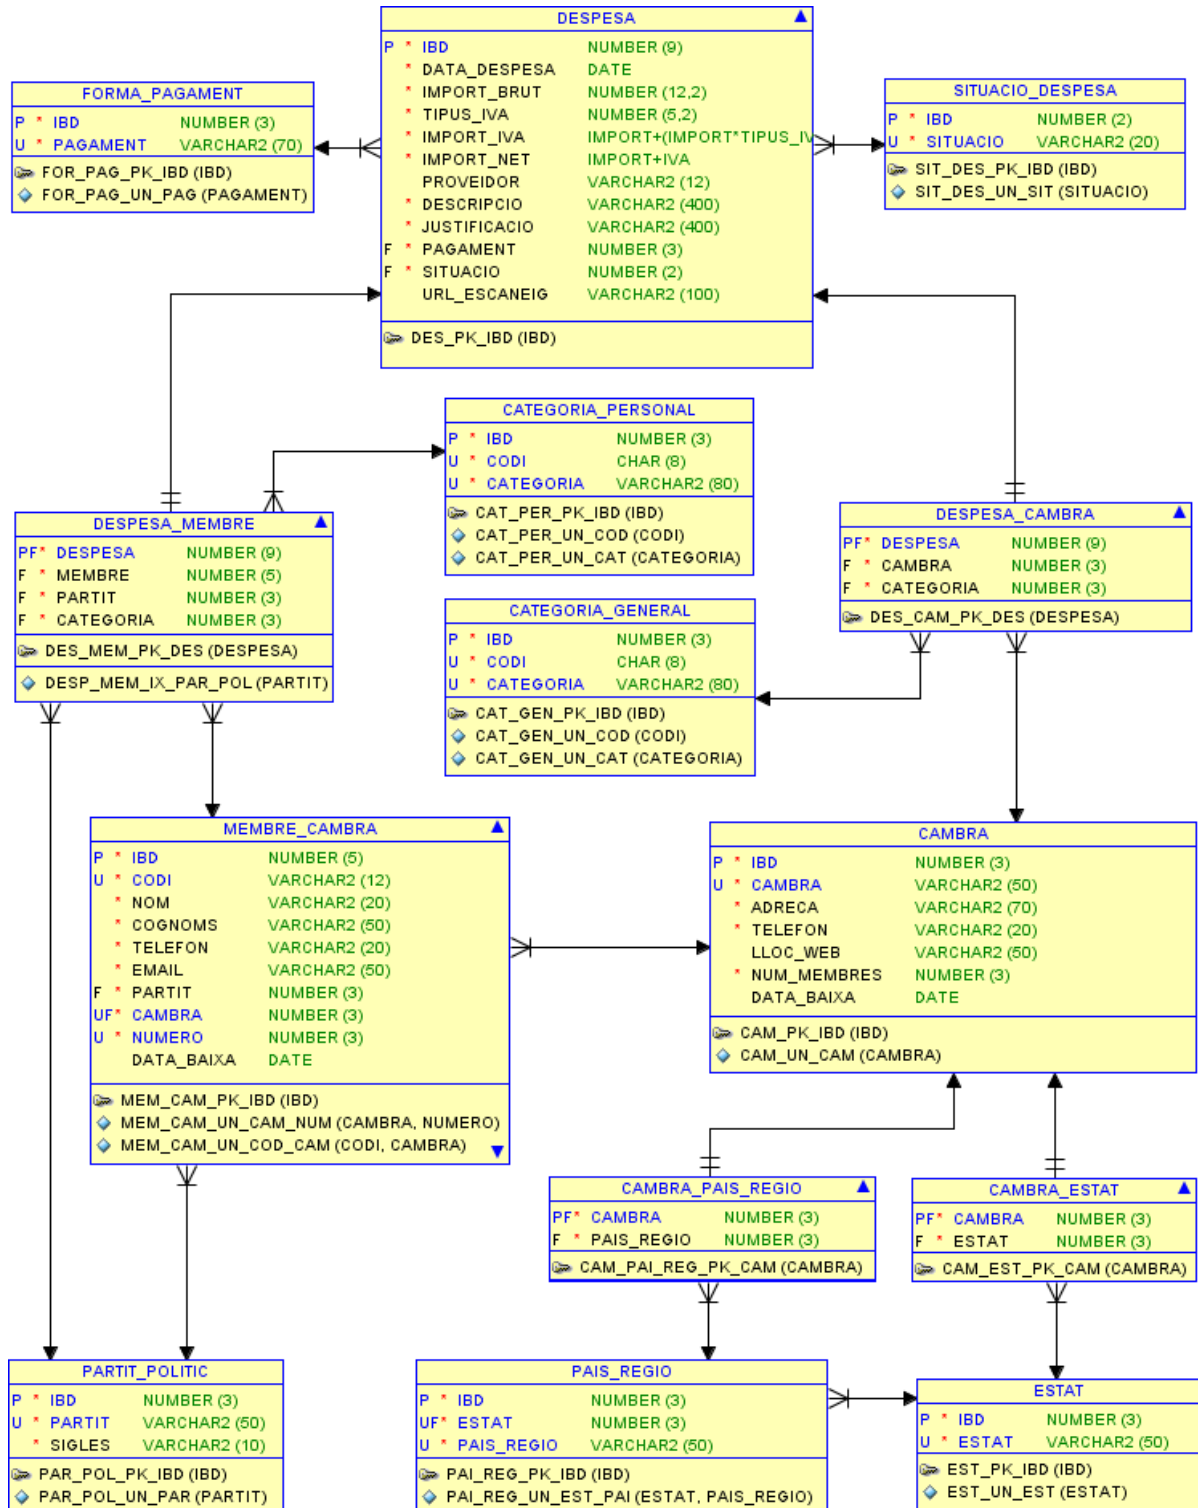 DESPESA
P * IBD NUMBER (9)
* DATA_DESPESA DATE
* IMPORT_BRUT NUMBER (12,2)
* TIPUS_IVA NUMBER (5,2)
* IMPORT_IVA IMPORT+(IMPORT*TIPUS_IV
* IMPORT_NET IMPORT+IVA
PROVEIDOR VARCHAR2 (12)
* DESCRIPCIO VARCHAR2 (400)
* JUSTIFICACIO VARCHAR2 (400)
F * PAGAMENT NUMBER (3)
F * SITUACIO NUMBER (2)
URL_ESCANEIG VARCHAR2 (100)
DES_PK_IBD (IBD)
FORMA_PAGAMENT
P * IBD NUMBER (3)
U * PAGAMENT VARCHAR2 (70)
FOR_PAG_PK_IBD (IBD)
FOR_PAG_UN_PAG (PAGAMENT)
SITUACIO_DESPESA
P * IBD NUMBER (2)
U * SITUACIO VARCHAR2 (20)
SIT_DES_PK_IBD (IBD)
SIT_DES_UN_SIT (SITUACIO)
CATEGORIA_PERSONAL
P * IBD NUMBER (3)
U * CODI CHAR (8)
U * CATEGORIA VARCHAR2 (80)
CAT_PER_PK_IBD (IBD)
CAT_PER_UN_COD (CODI)
CAT_PER_UN_CAT (CATEGORIA)
DESPESA_MEMBRE
PF* DESPESA NUMBER (9)
F * MEMBRE NUMBER (5)
F * PARTIT NUMBER (3)
F * CATEGORIA NUMBER (3)
DES_MEM_PK_DES (DESPESA)
DESP_MEM_IX_PAR_POL (PARTIT)
DESPESA_CAMBRA
PF* DESPESA NUMBER (9)
F * CAMBRA NUMBER (3)
F * CATEGORIA NUMBER (3)
DES_CAM_PK_DES (DESPESA)
CATEGORIA_GENERAL
P * IBD NUMBER (3)
U * CODI CHAR (8)
U * CATEGORIA VARCHAR2 (80)
CAT_GEN_PK_IBD (IBD)
CAT_GEN_UN_COD (CODI)
CAT_GEN_UN_CAT (CATEGORIA)
MEMBRE_CAMBRA
P * IBD NUMBER (5)
U * CODI VARCHAR2 (12)
* NOM VARCHAR2 (20)
* COGNOMS VARCHAR2 (50)
* TELEFON VARCHAR2 (20)
* EMAIL VARCHAR2 (50)
F * PARTIT NUMBER (3)
UF* CAMBRA NUMBER (3)
U * NUMERO NUMBER (3)
DATA_BAIXA DATE
MEM_CAM_PK_IBD (IBD)
MEM_CAM_UN_CAM_NUM (CAMBRA, NUMERO)
MEM_CAM_UN_COD_CAM (CODI, CAMBRA)
CAMBRA
P * IBD NUMBER (3)
U * CAMBRA VARCHAR2 (50)
* ADRECA VARCHAR2 (70)
* TELEFON VARCHAR2 (20)
LLOC_WEB VARCHAR2 (50)
* NUM_MEMBRES NUMBER (3)
DATA_BAIXA DATE
CAM_PK_IBD (IBD)
CAM_UN_CAM (CAMBRA)
CAMBRA_PAIS_REGIO
PF* CAMBRA NUMBER (3)
F * PAIS_REGIO NUMBER (3)
CAM_PAI_REG_PK_CAM (CAMBRA)
CAMBRA_ESTAT
PF* CAMBRA NUMBER (3)
F * ESTAT NUMBER (3)
CAM_EST_PK_CAM (CAMBRA)
PARTIT_POLITIC
P * IBD NUMBER (3)
U * PARTIT VARCHAR2 (50)
* SIGLES VARCHAR2 (10)
PAR_POL_PK_IBD (IBD)
PAR_POL_UN_PAR (PARTIT)
PAIS_REGIO
P * IBD NUMBER (3)
UF* ESTAT NUMBER (3)
U * PAIS_REGIO VARCHAR2 (50)
PAI_REG_PK_IBD (IBD)
PAI_REG_UN_EST_PAI (ESTAT, PAIS_REGIO)
ESTAT
P * IBD NUMBER (3)
U * ESTAT VARCHAR2 (50)
EST_PK_IBD (IBD)
EST_UN_EST (ESTAT)